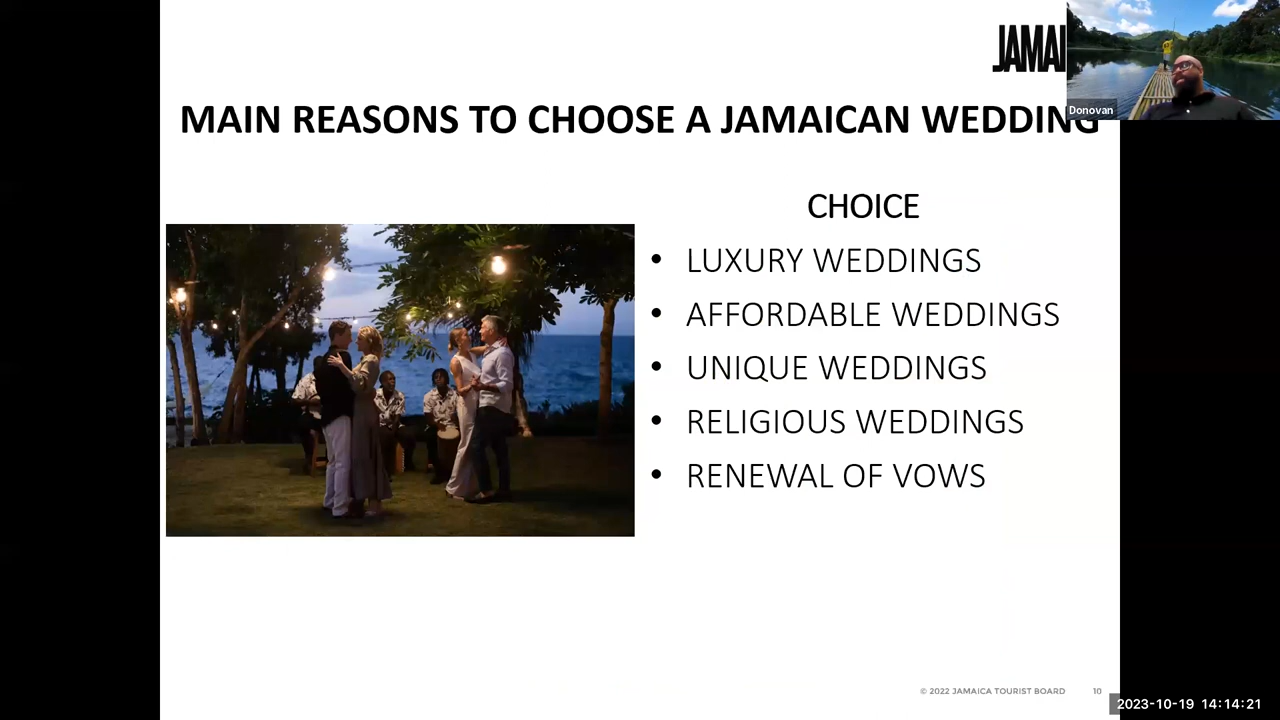 JAMAI
Donovan
MAIN REASONS TO CHOOSE A JAMAICAN WEDDING
CHOICE
• LUXURY WEDDINGS
• AFFORDABLE WEDDINGS
• UNIQUE WEDDINGS
• RELIGIOUS WEDDINGS
• RENEWAL OF VOWS
© 2022 JAMAICA TOURIST BOARD 10
2023-10-19 14:14:21